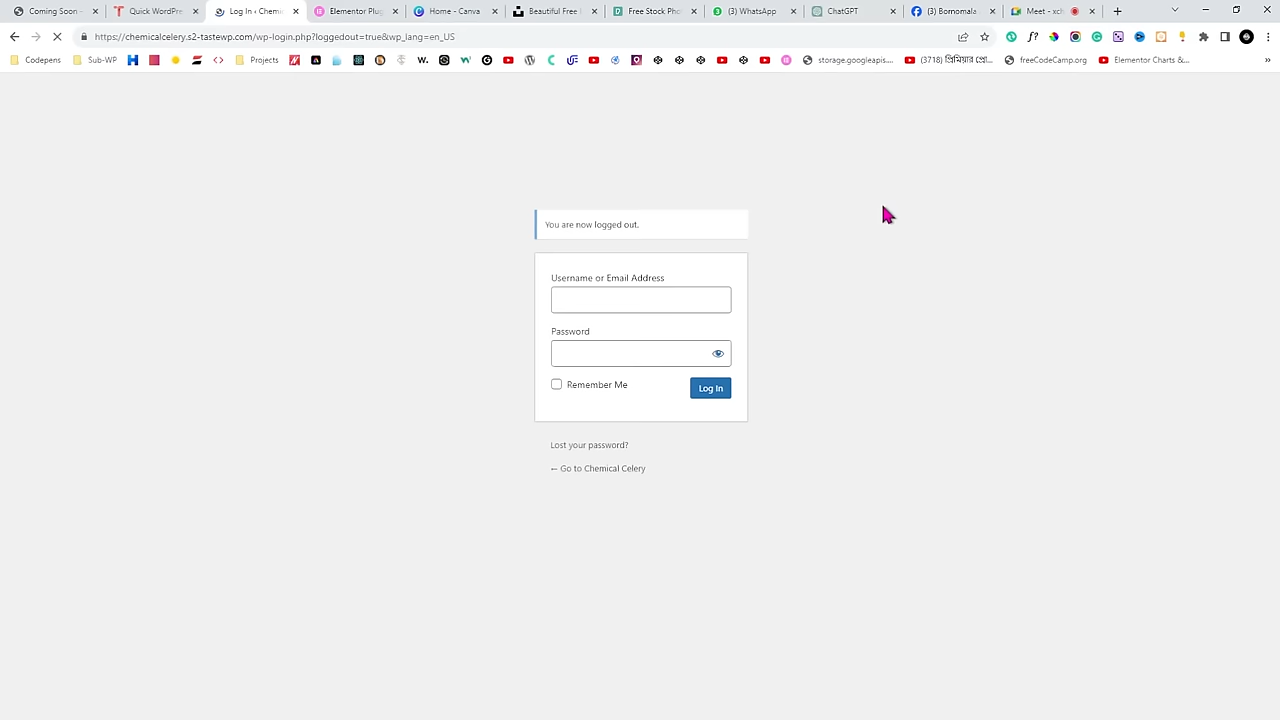 Coming Soon -
Quick WordPre
Log In ‹ Chemic
Elementor Plug
Home - Canva
Beautiful Free
Free Stock Pho
(3) WhatsApp
ChatGPT
(3) Bornomala
Meet - xch
https://chemicalcelery.s2-tastewp.com/wp-login.php?loggedout=true&wp_lang=en_US
Codepens
Sub-WP
Projects
storage.googleapis....
freeCodeCamp.org
Elementor Charts &...
You are now logged out.
Username or Email Address
Password
Remember Me
Log In
Lost your password?
← Go to Chemical Celery